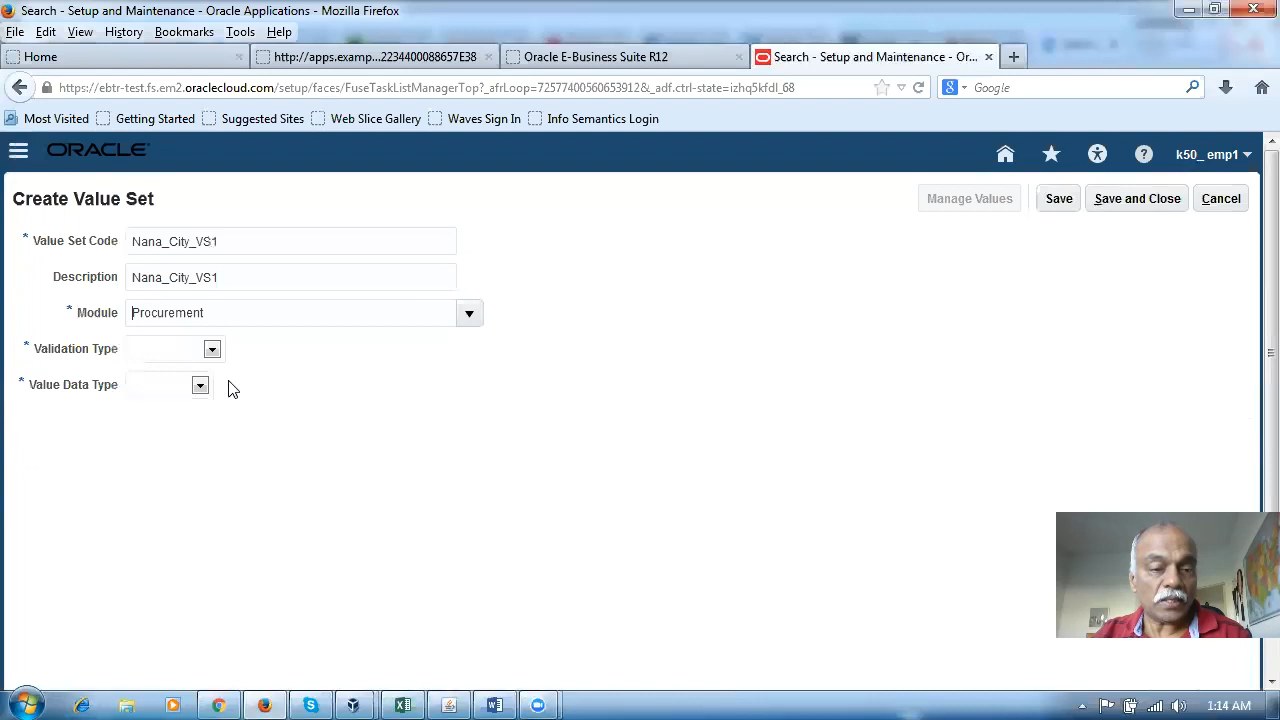 Search - Setup and Maintenance - Oracle Applications - Mozilla Firefox
File Edit View History Bookmarks Tools Help
Home http://apps.examp...2234400088657E38 Oracle E-Business Suite R12 Search - Setup and Maintenance - Or...
https://ebtr-test.fs.em2.oraclecloud.com/setup/faces/FuseTaskListManagerTop?_afrLoop=7257740560653912&_adf.ctrl-state=izhq5kfdl_68 Google
Most Visited Getting Started Suggested Sites Web Slice Gallery Waves Sign In Info Semantics Login
ORACLE k50_ emp1
Create Value Set Manage Values Save Save and Close Cancel
* Value Set Code Nana_City_VS1
Description Nana_City_VS1
* Module Procurement
* Validation Type
* Value Data Type
1:14 AM